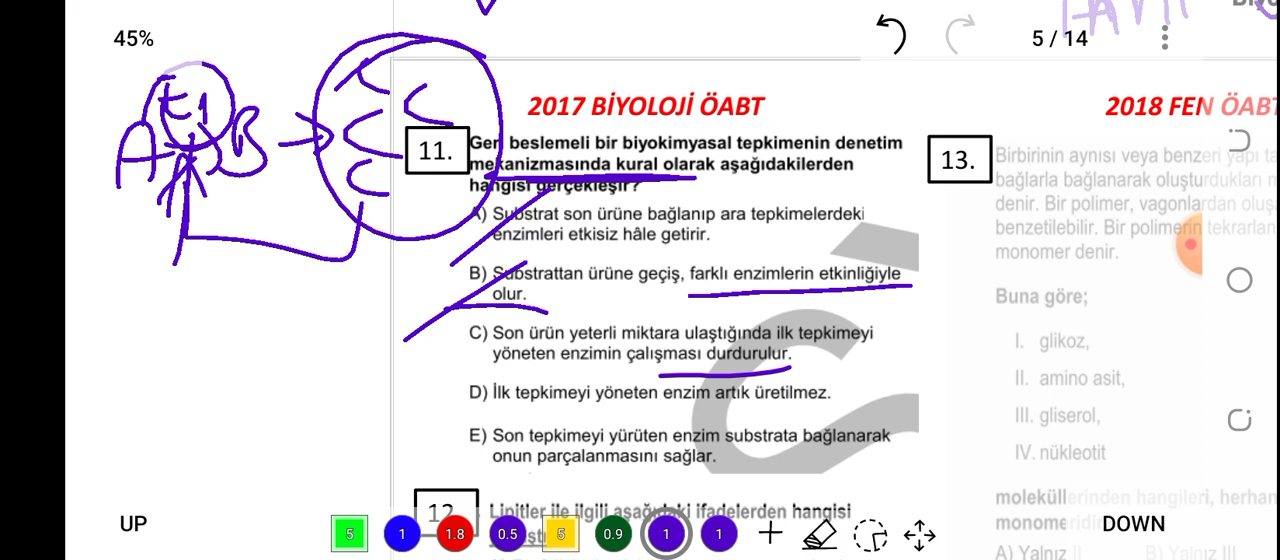 45%
5 / 14
2017 BİYOLOJİ ÖABT
2018 FEN ÖABT
E1
A
B
11.
Geri beslemeli bir biyokimyasal tepkimenin denetim
mekanizmasında kural olarak aşağıdakilerden
hangisi gerçekleşir?
A) Substrat son ürüne bağlanıp ara tepkimelerdeki
enzimleri etkisiz hâle getirir.
B) Substrattan ürüne geçiş, farklı enzimlerin etkinliğiyle
olur.
C) Son ürün yeterli miktara ulaştığında ilk tepkimeyi
yöneten enzimin çalışması durdurulur.
D) İlk tepkimeyi yöneten enzim artık üretilmez.
E) Son tepkimeyi yürüten enzim substrata bağlanarak
onun parçalanmasını sağlar.
12.
Lipitler ile ilgili aşağıdaki ifadelerden hangisi
13.
Birbirinin aynısı veya benzeri yapı
bağlarla bağlanarak oluşturdukları
denir. Bir polimer, vagonlardan
benzetilebilir. Bir polimerin
monomer denir.
Buna göre;
I. glikoz,
II. amino asit,
III. gliserol,
IV. nükleotit
moleküllerinden hangileri,
A) Yalnız II
B) Yalnız III
UP
5 1 1.8 0.5 5 0.9 1 1
DOWN